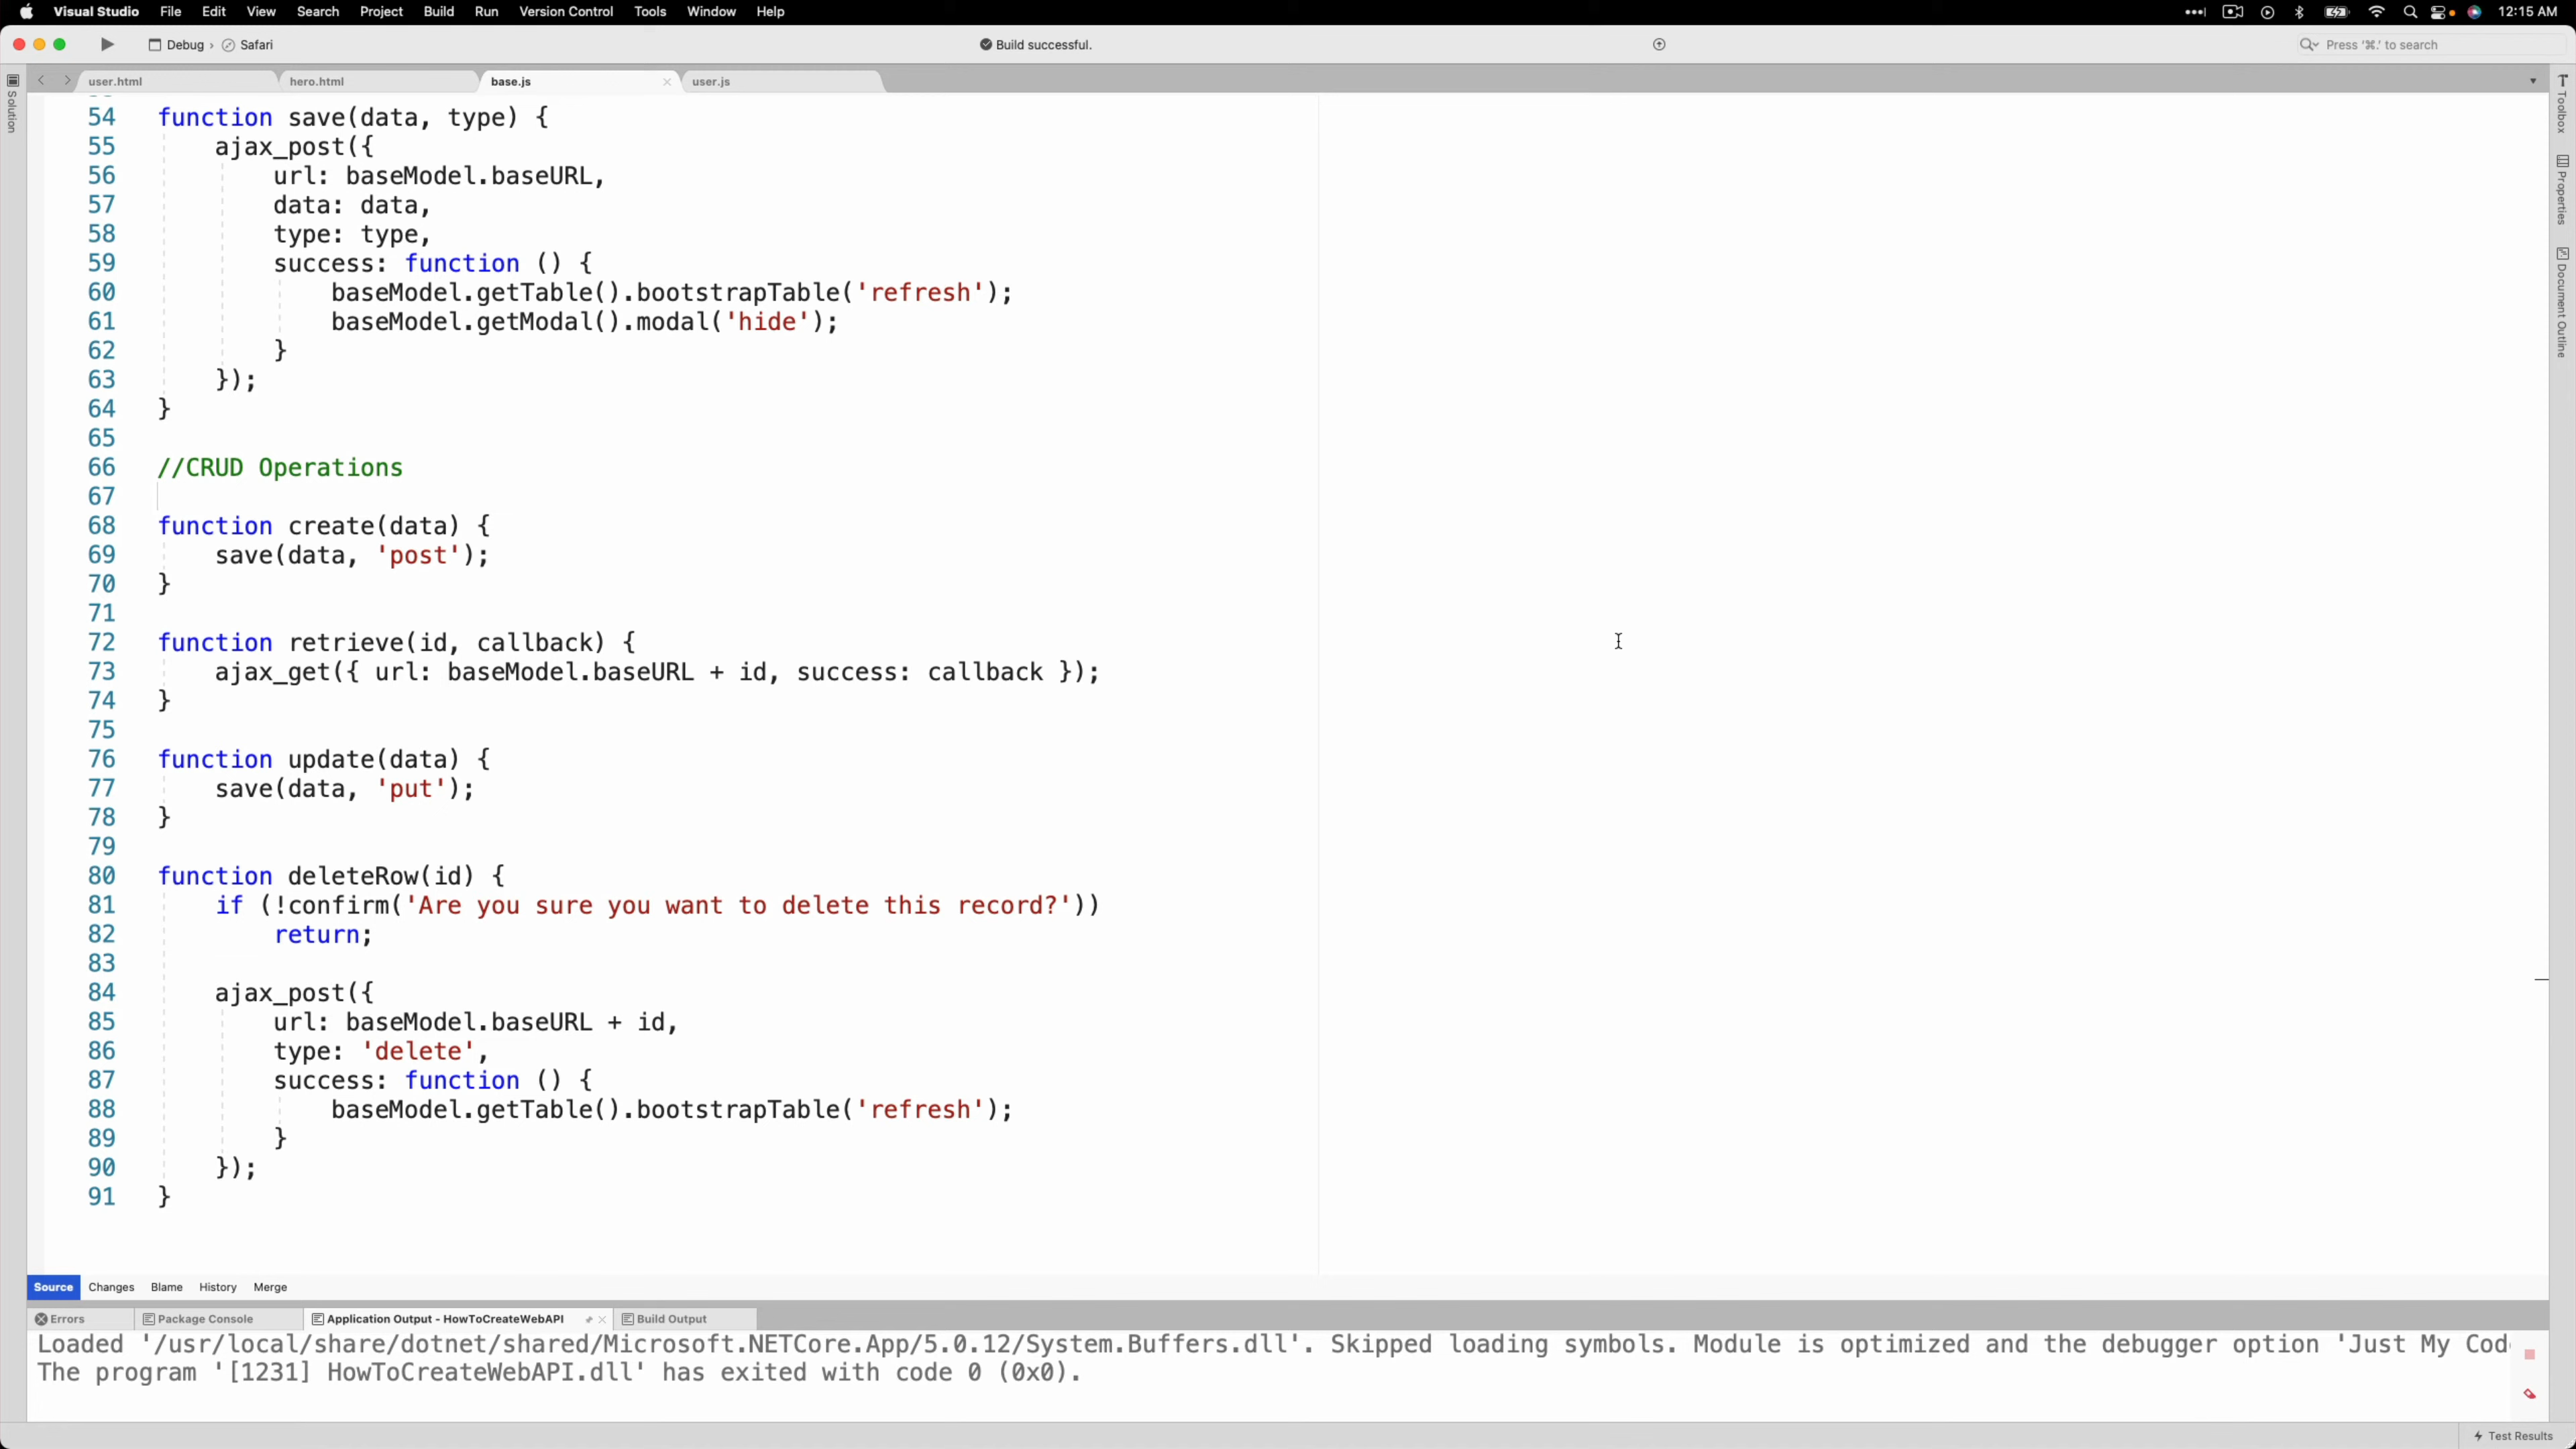 Visual Studio File Edit View Search Project Build Run Version Control Tools Window Help 12:15 AM
Debug › Safari Build successful. Press '⌘.' to search
user.html hero.html base.js user.js
Solution
Toolbox
Properties
Document Outline
54 function save(data, type) {
55 ajax_post({
56 url: baseModel.baseURL,
57 data: data,
58 type: type,
59 success: function () {
60 baseModel.getTable().bootstrapTable('refresh');
61 baseModel.getModal().modal('hide');
62 }
63 });
64 }
65
66 //CRUD Operations
67
68 function create(data) {
69 save(data, 'post');
70 }
71
72 function retrieve(id, callback) {
73 ajax_get({ url: baseModel.baseURL + id, success: callback });
74 }
75
76 function update(data) {
77 save(data, 'put');
78 }
79
80 function deleteRow(id) {
81 if (!confirm('Are you sure you want to delete this record?'))
82 return;
83
84 ajax_post({
85 url: baseModel.baseURL + id,
86 type: 'delete',
87 success: function () {
88 baseModel.getTable().bootstrapTable('refresh');
89 }
90 });
91 }
Source Changes Blame History Merge
Errors Package Console Application Output - HowToCreateWebAPI Build Output
Loaded '/usr/local/share/dotnet/shared/Microsoft.NETCore.App/5.0.12/System.Buffers.dll'. Skipped loading symbols. Module is optimized and the debugger option 'Just My Cod
The program '[1231] HowToCreateWebAPI.dll' has exited with code 0 (0x0).
Test Results